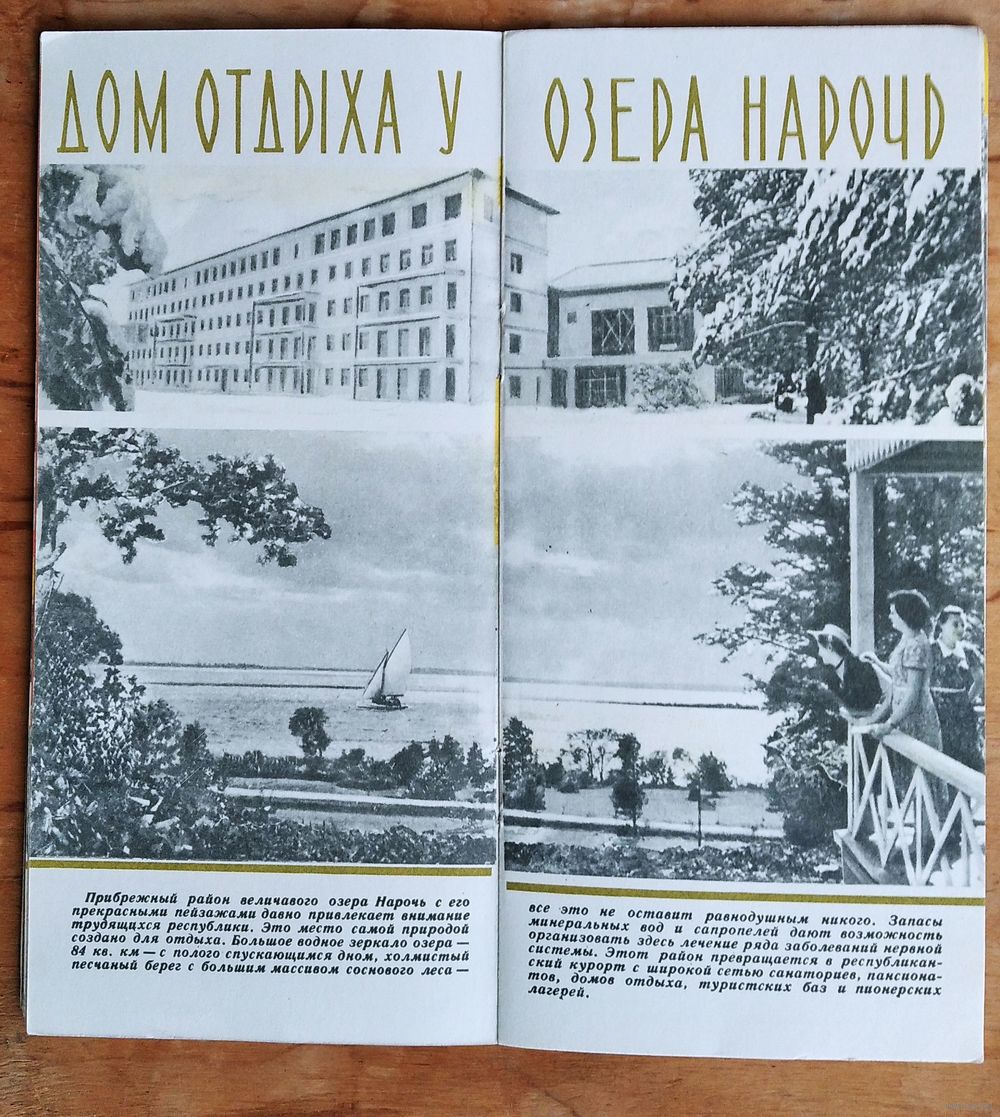 ДОМ ОТДЫХА У ОЗЕРА НАРОЧЬ
Прибрежный район величавого озера Нарочь с его
прекрасными пейзажами давно привлекает внимание
трудящихся республики. Это место самой природой
создано для отдыха. Большое водное зеркало озера —
84 кв. км — с полого спускающимся дном, холмистый
песчаный берег с большим массивом соснового леса —
все это не оставит равнодушным никого. Запасы
минеральных вод и сапропелей дают возможность
организовать здесь лечение ряда заболеваний нервной
системы. Этот район превращается в республикан-
ский курорт с широкой сетью санаториев, пансиона-
тов, домов отдыха, туристских баз и пионерских
лагерей.